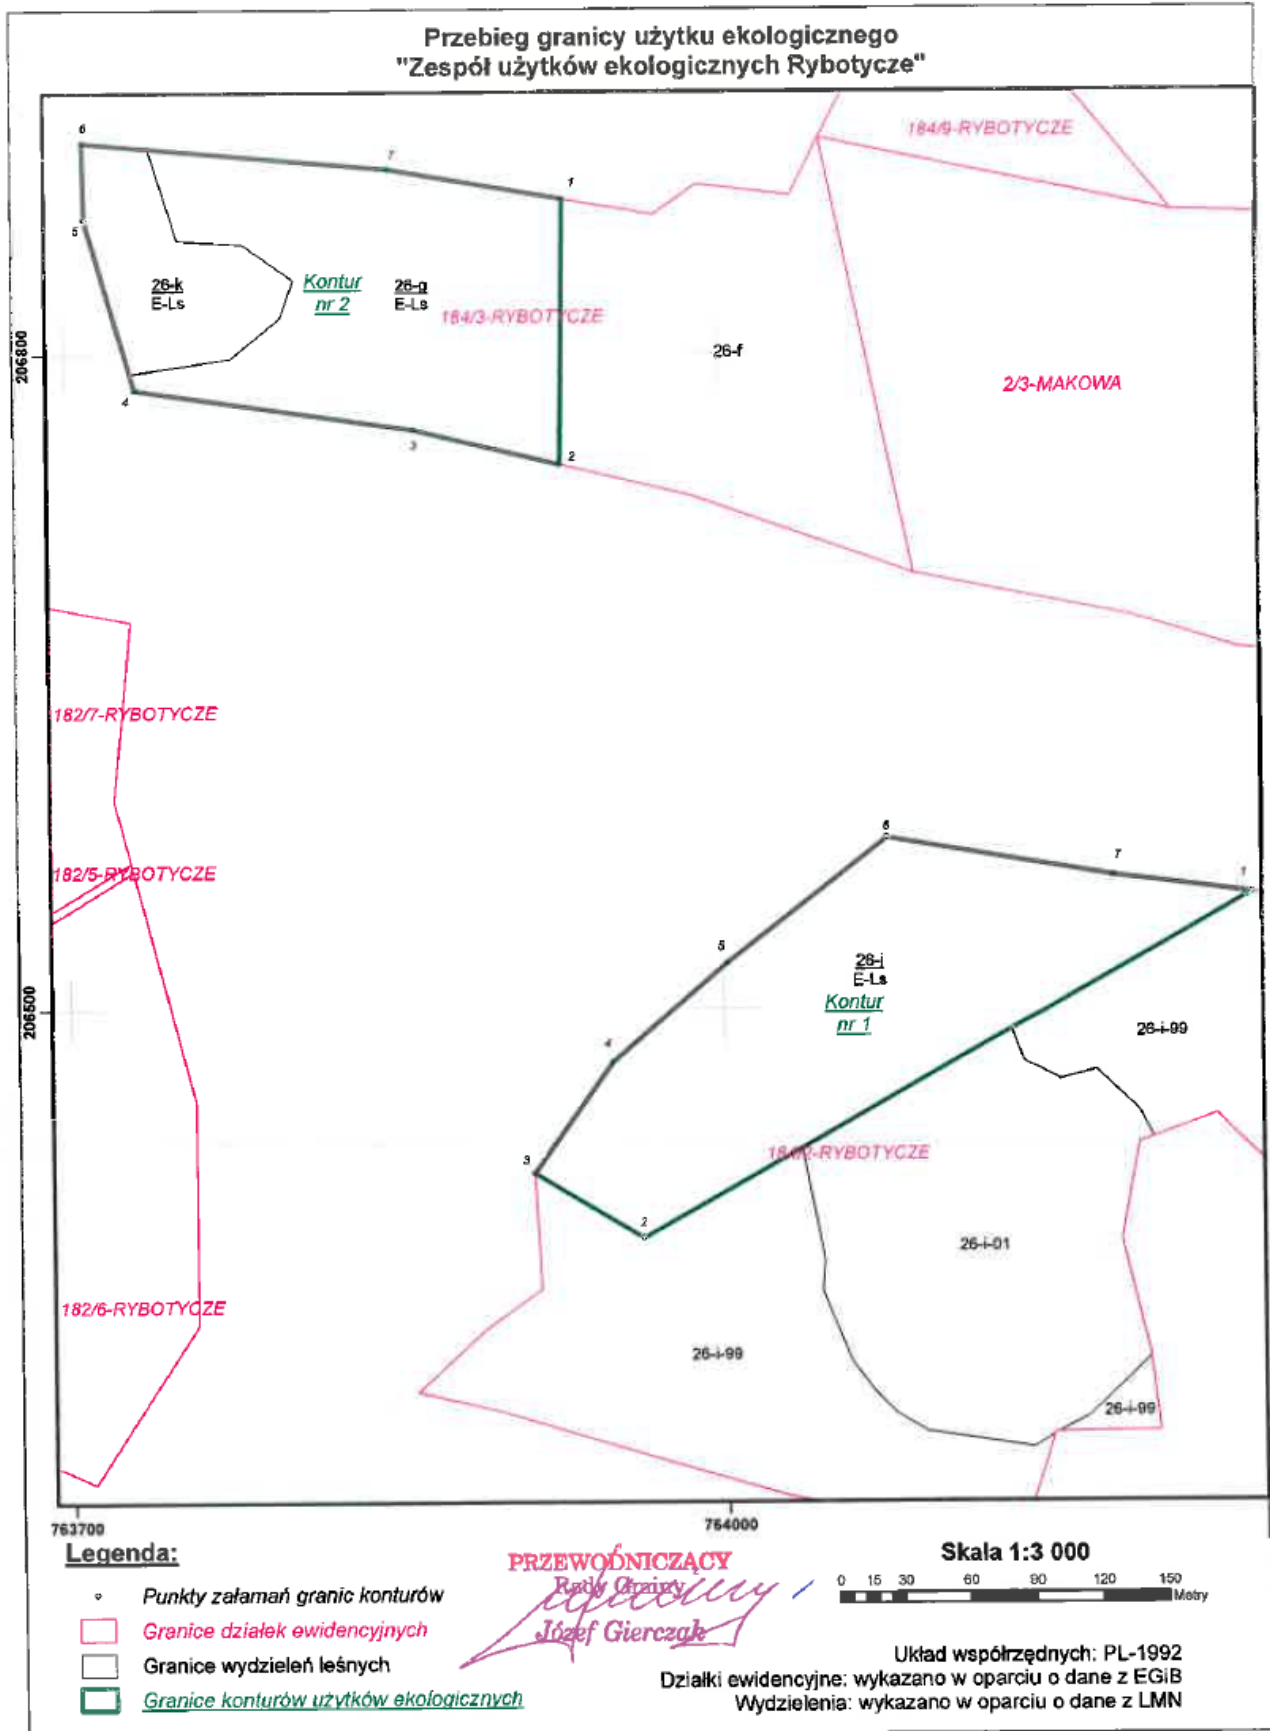 Przebieg granicy użytku ekologicznego
"Zespół użytków ekologicznych Rybotycze"
6
7
1
184/9-RYBOTYCZE
5
26-k
E-Ls
Kontur
nr 2
26-g
E-Ls
184/3-RYBOTYCZE
26-f
2/3-MAKOWA
206800
4
3
2
182/7-RYBOTYCZE
6
7
1
182/5-RYBOTYCZE
5
26-j
E-Ls
Kontur
nr 1
206500
26-i-99
4
3
2-RYBOTYCZE
2
26-i-01
182/6-RYBOTYCZE
26-i-99
26-i-99
763700
764000
Legenda:
Punkty załamań granic konturów
Granice działek ewidencyjnych
Granice wydzieleń leśnych
Granice konturów użytków ekologicznych
PRZEWODNICZĄCY
Rady Gminy
Józef Gierczak
Skala 1:3 000
0 15 30 60 90 120 150
Metry
Układ współrzędnych: PL-1992
Działki ewidencyjne: wykazano w oparciu o dane z EGiB
Wydzielenia: wykazano w oparciu o dane z LMN